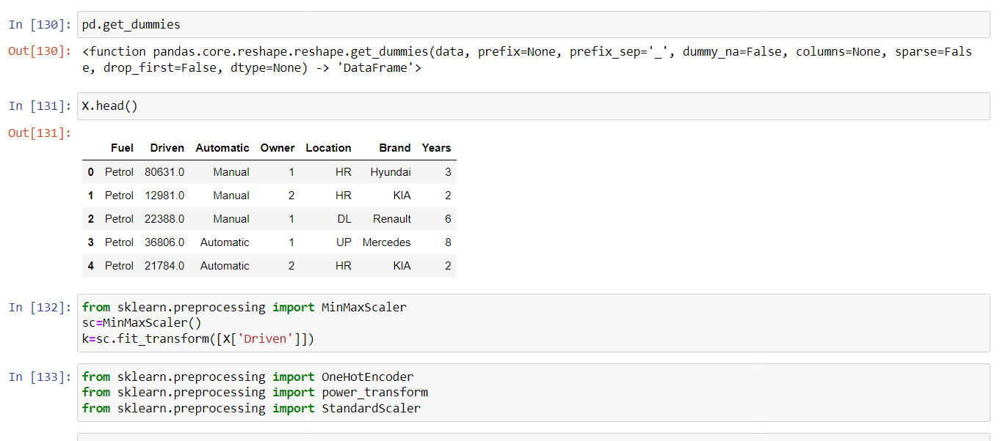 In [130]: pd.get_dummies
Out[130]: <function pandas.core.reshape.reshape.get_dummies(data, prefix=None, prefix_sep='_', dummy_na=False, columns=None, sparse=Fals
e, drop_first=False, dtype=None) -> 'DataFrame'>
In [131]: X.head()
Out[131]:
Fuel Driven Automatic Owner Location Brand Years
0 Petrol 80631.0 Manual 1 HR Hyundai 3
1 Petrol 12981.0 Manual 2 HR KIA 2
2 Petrol 22388.0 Manual 1 DL Renault 6
3 Petrol 36806.0 Automatic 1 UP Mercedes 8
4 Petrol 21784.0 Automatic 2 HR KIA 2
In [132]: from sklearn.preprocessing import MinMaxScaler
sc=MinMaxScaler()
k=sc.fit_transform([X['Driven']])
In [133]: from sklearn.preprocessing import OneHotEncoder
from sklearn.preprocessing import power_transform
from sklearn.preprocessing import StandardScaler